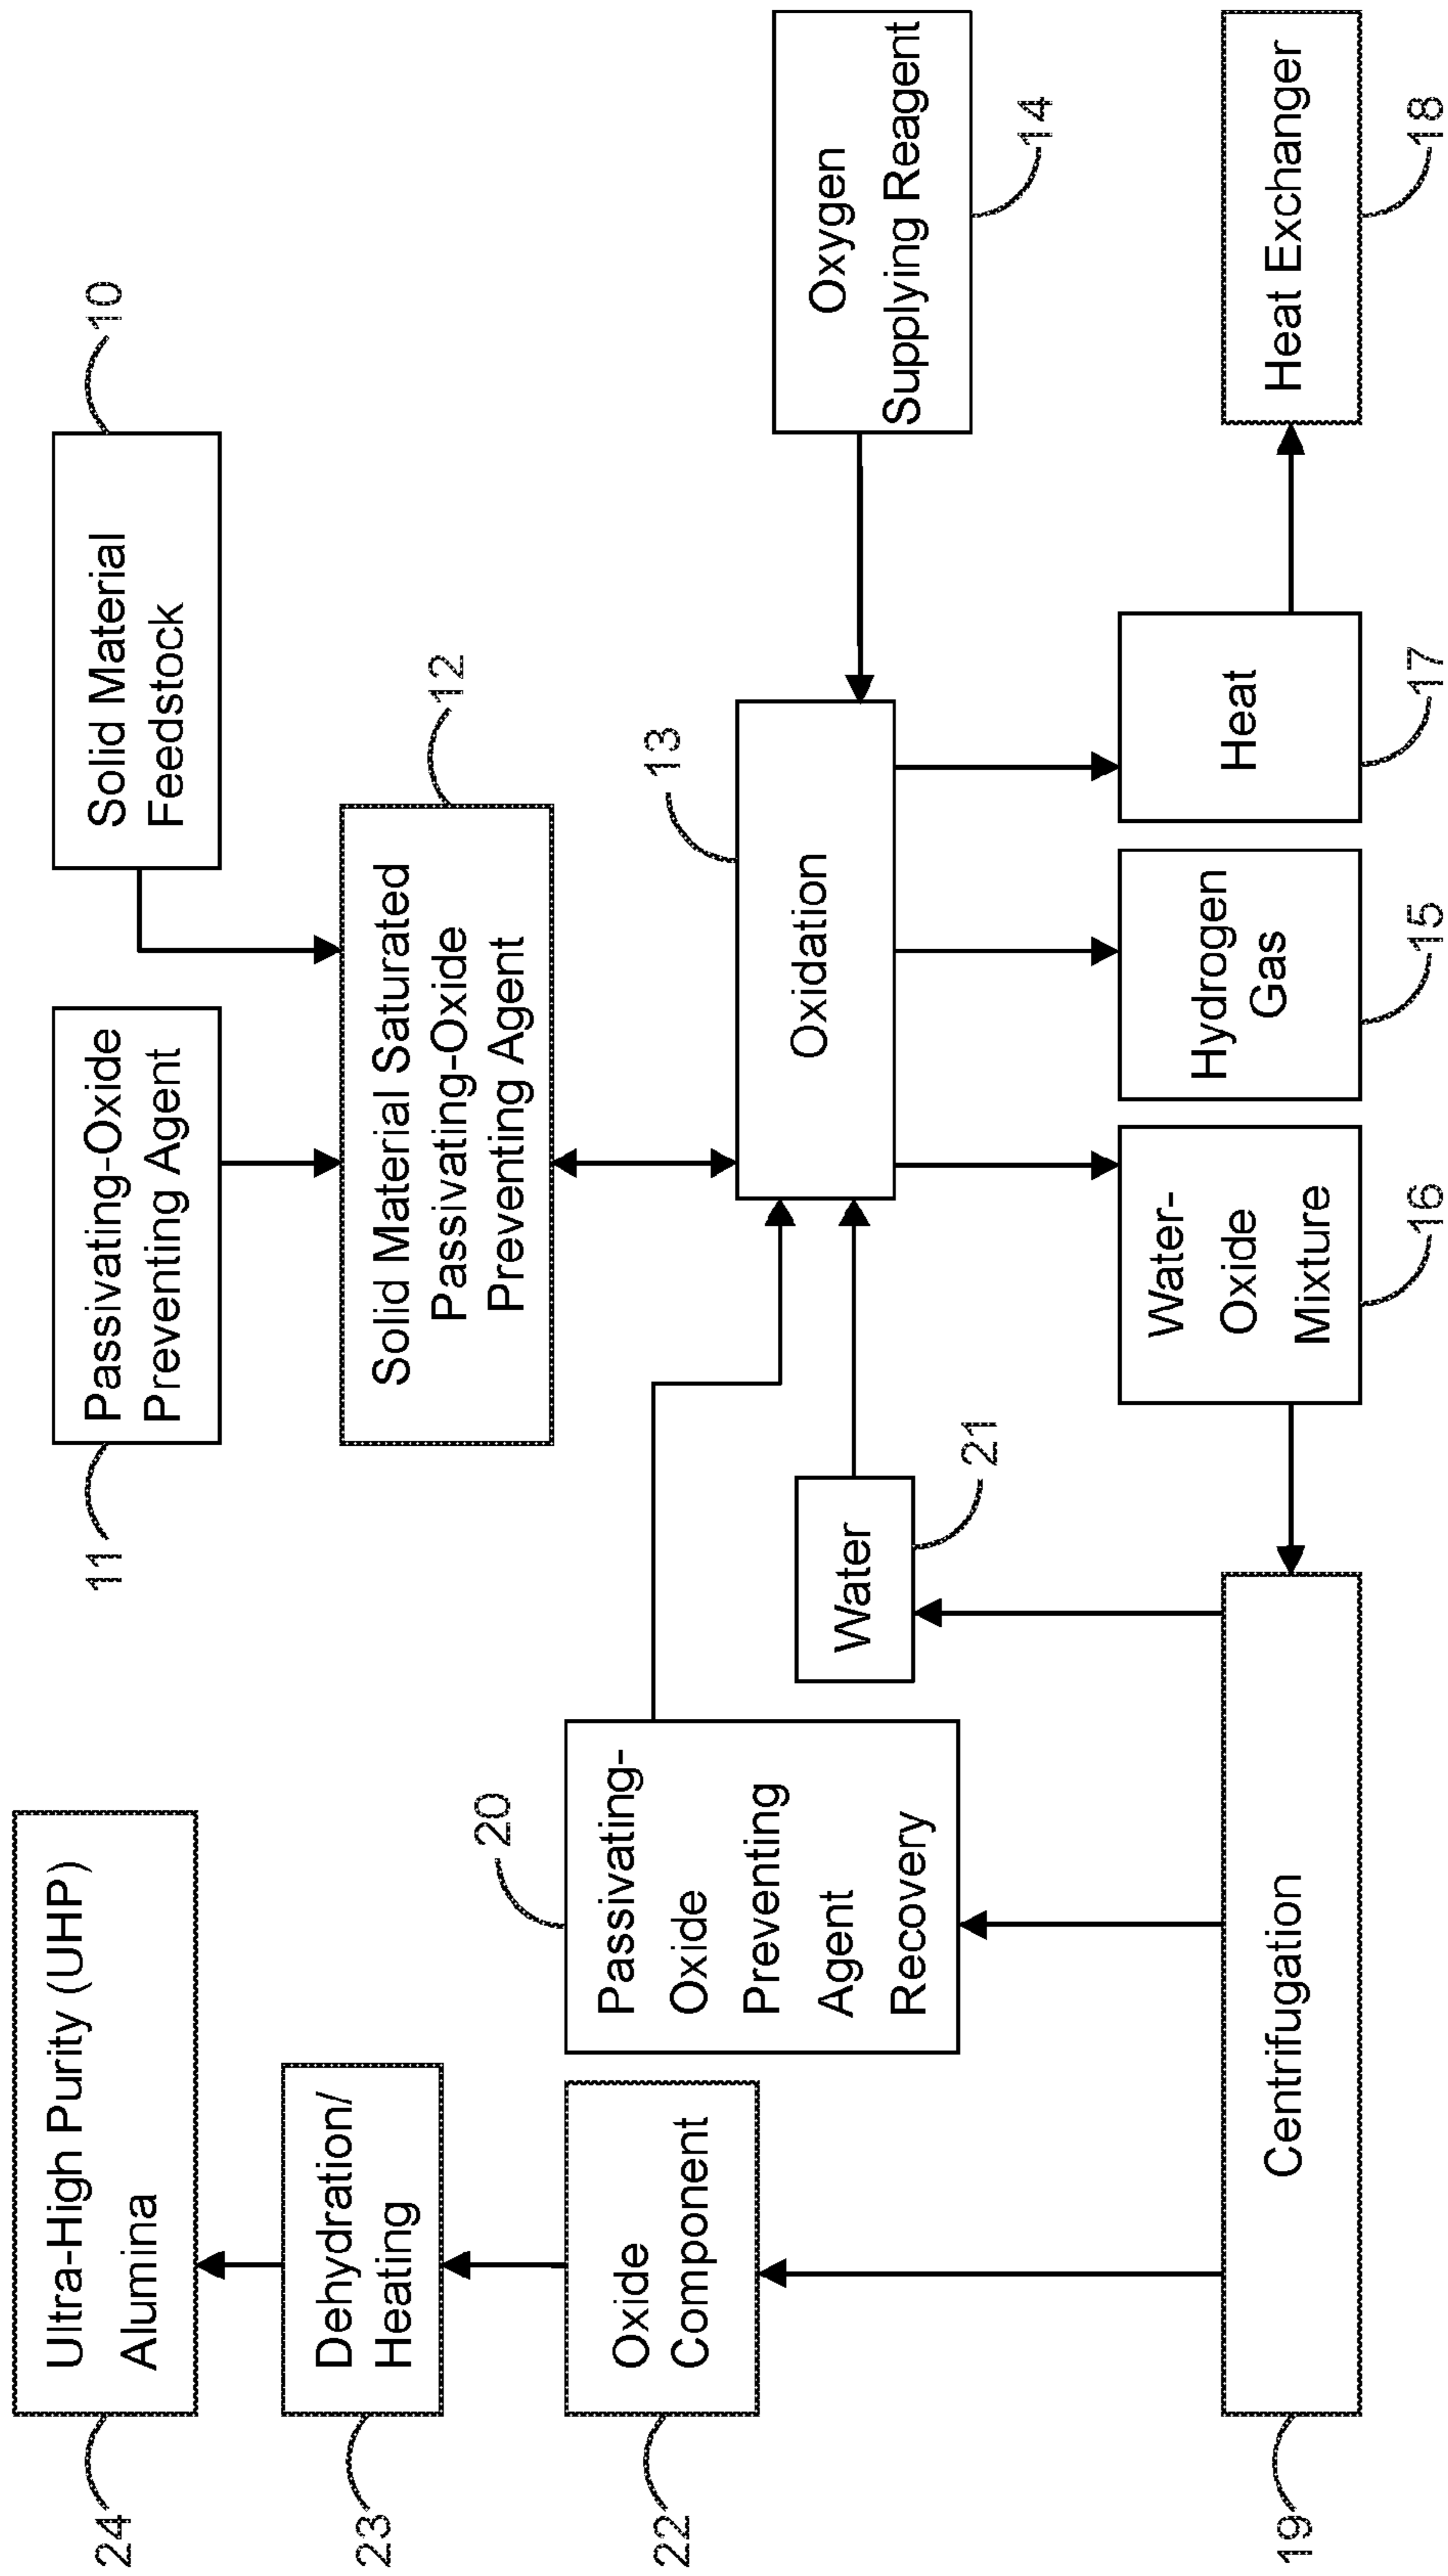 24
Ultra-High Purity (UHP)
Alumina
11
Passivating-Oxide
Preventing Agent
Solid Material
Feedstock
10
23
Dehydration/
Heating
Solid Material Saturated
Passivating-Oxide
Preventing Agent
12
22
Oxide
Component
20
Passivating-
Oxide
Preventing
Agent
Recovery
Water
21
13
Oxidation
Oxygen
Supplying Reagent
14
19
Centrifugation
Water-
Oxide
Mixture
16
Hydrogen
Gas
15
Heat
17
Heat Exchanger
18